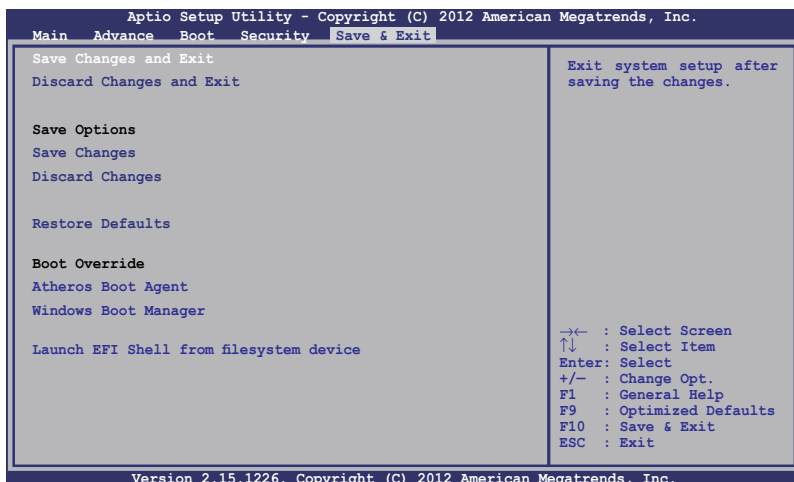 Aptio Setup Utility - Copyright (C) 2012 American Megatrends, Inc.
Main Advance Boot Security Save & Exit
Save Changes and Exit
Discard Changes and Exit
Save Options
Save Changes
Discard Changes
Restore Defaults
Boot Override
Atheros Boot Agent
Windows Boot Manager
Launch EFI Shell from filesystem device
Exit system setup after
saving the changes.
→← : Select Screen
↑↓ : Select Item
Enter: Select
+/— : Change Opt.
F1 : General Help
F9 : Optimized Defaults
F10 : Save & Exit
ESC : Exit
Version 2.15.1226. Copyright (C) 2012 American Megatrends, Inc.